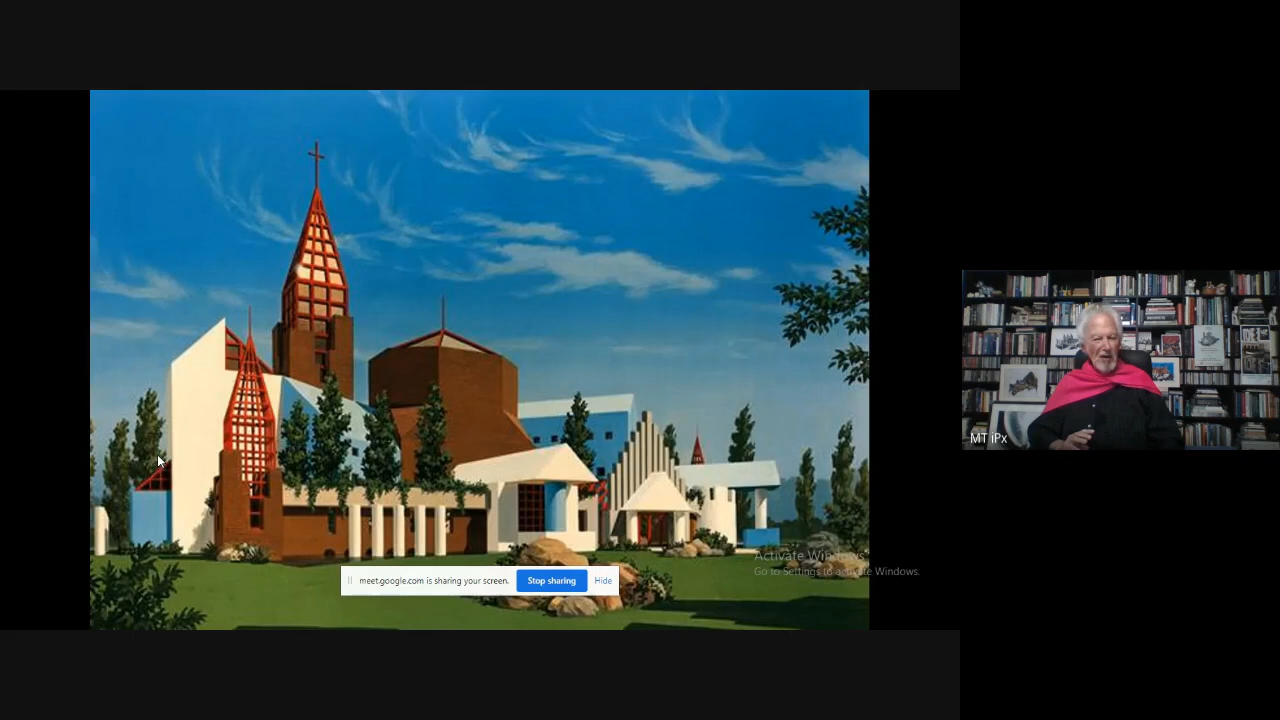 MT iPx
Activate Windows
Go to Settings to activate Windows.
meet.google.com is sharing your screen.
Stop sharing
Hide